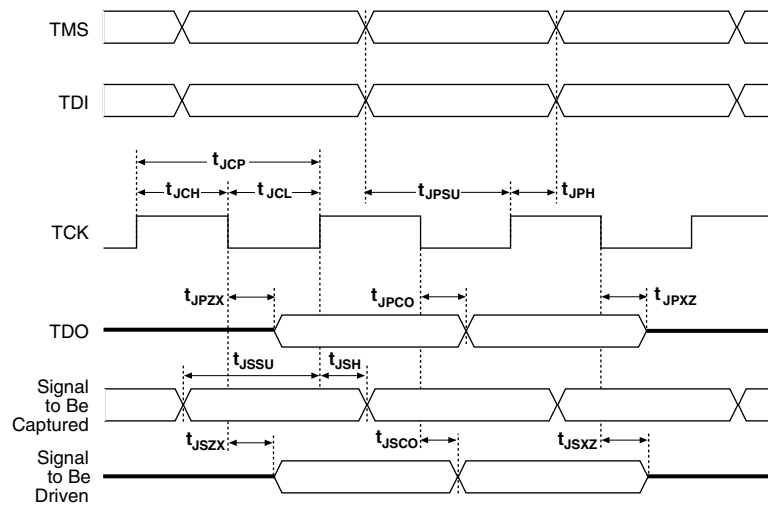 TMS
TDI
tJCP
tJCH
tJCL
tJPSU
tJPH
TCK
tJPZX
tJPCO
tJPXZ
TDO
tJSSU
tJSH
Signal
to Be
Captured
tJSZX
tJSCO
tJSXZ
Signal
to Be
Driven